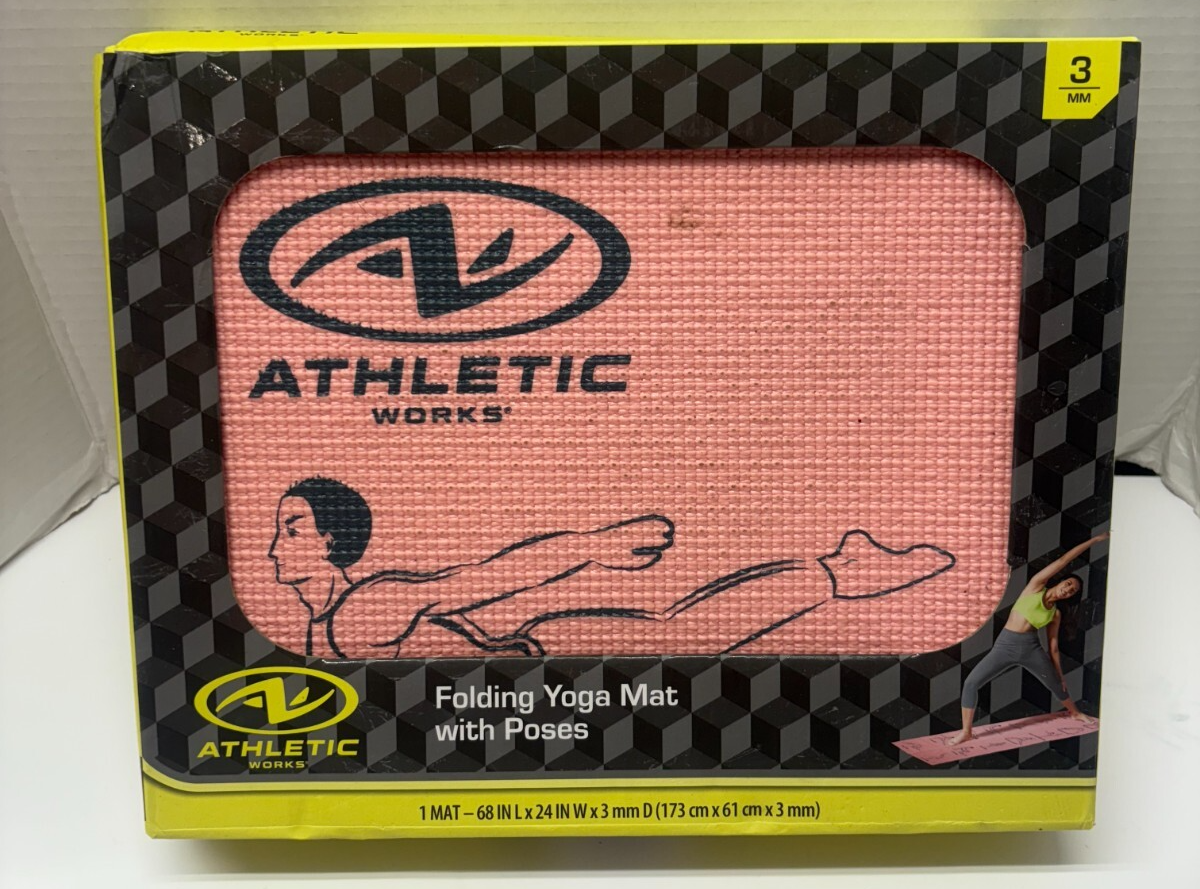 WORKS
3
MM
ATHLETIC
WORKS®
Folding Yoga Mat
with Poses
ATHLETIC
WORKS
1 MAT – 68 IN L x 24 IN W x 3 mm D (173 cm x 61 cm x 3 mm)